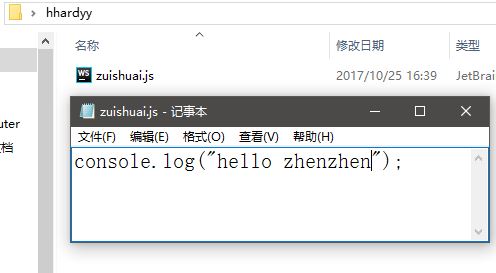 hhardyy
名称
修改日期
类型
WS
zuishuai.js
2017/10/25 16:39
JetBrai
zuishuai.js - 记事本
文件(F) 编辑(E) 格式(O) 查看(V) 帮助(H)
console.log("hello zhenzhen");
uter
文档